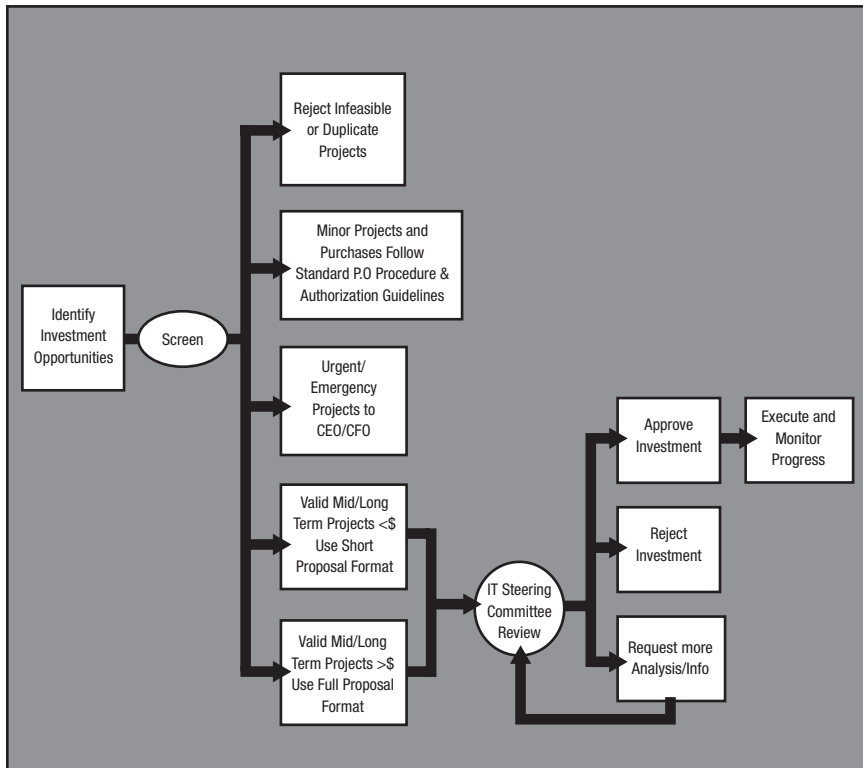 Identify
Investment
Opportunities
Screen
Reject Infeasible
or Duplicate
Projects
Minor Projects and
Purchases Follow
Standard P.O Procedure &
Authorization Guidelines
Urgent/
Emergency
Projects to
CEO/CFO
Valid Mid/Long
Term Projects <$
Use Short
Proposal Format
Valid Mid/Long
Term Projects >$
Use Full Proposal
Format
IT Steering
Committee
Review
Approve
Investment
Execute and
Monitor
Progress
Reject
Investment
Request more
Analysis/Info